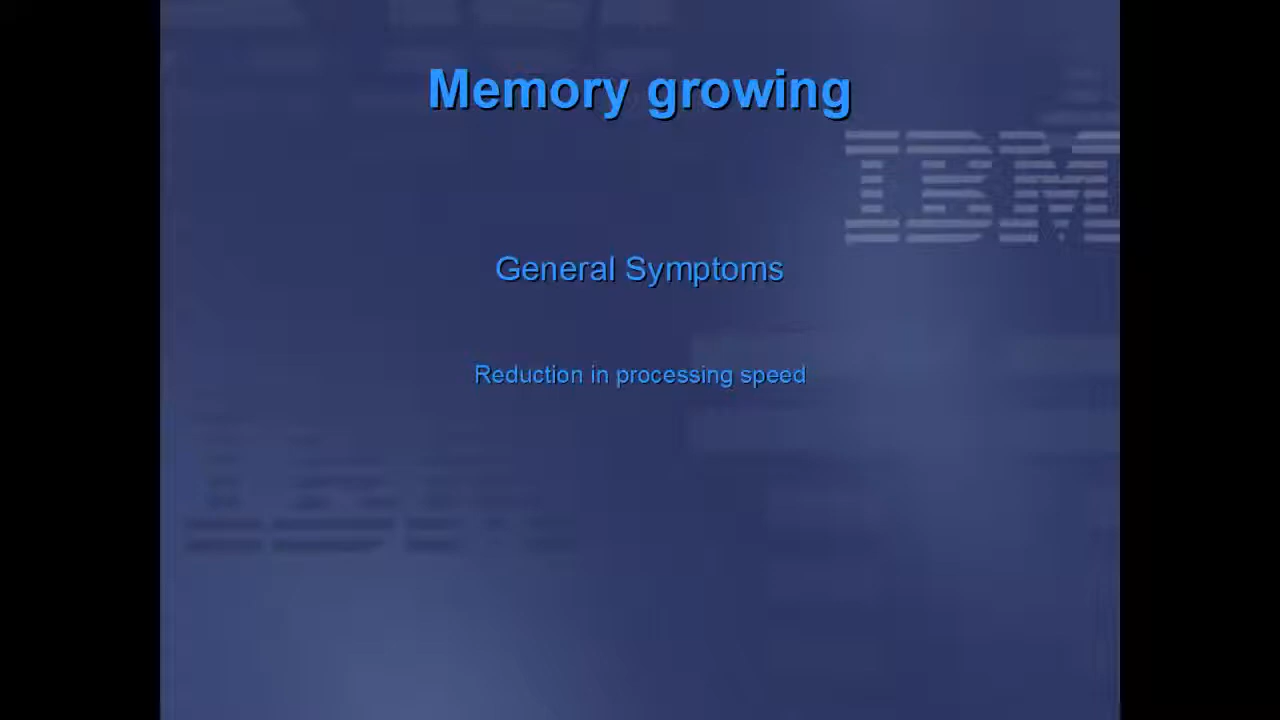 Memory growing
IBM
General Symptoms
Reduction in processing speed